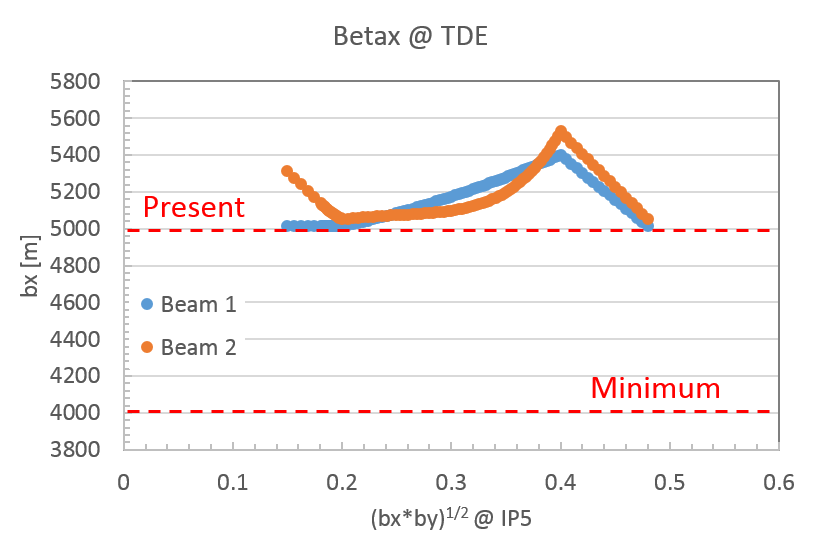 Betax @ TDE
5800
5600
5400
5200
Present
5000
4800
bx [m]
4600
Beam 1
4400
Beam 2
4200
Minimum
4000
3800
0 0.1 0.2 0.3 0.4 0.5 0.6
(bx*by)1/2 @ IP5